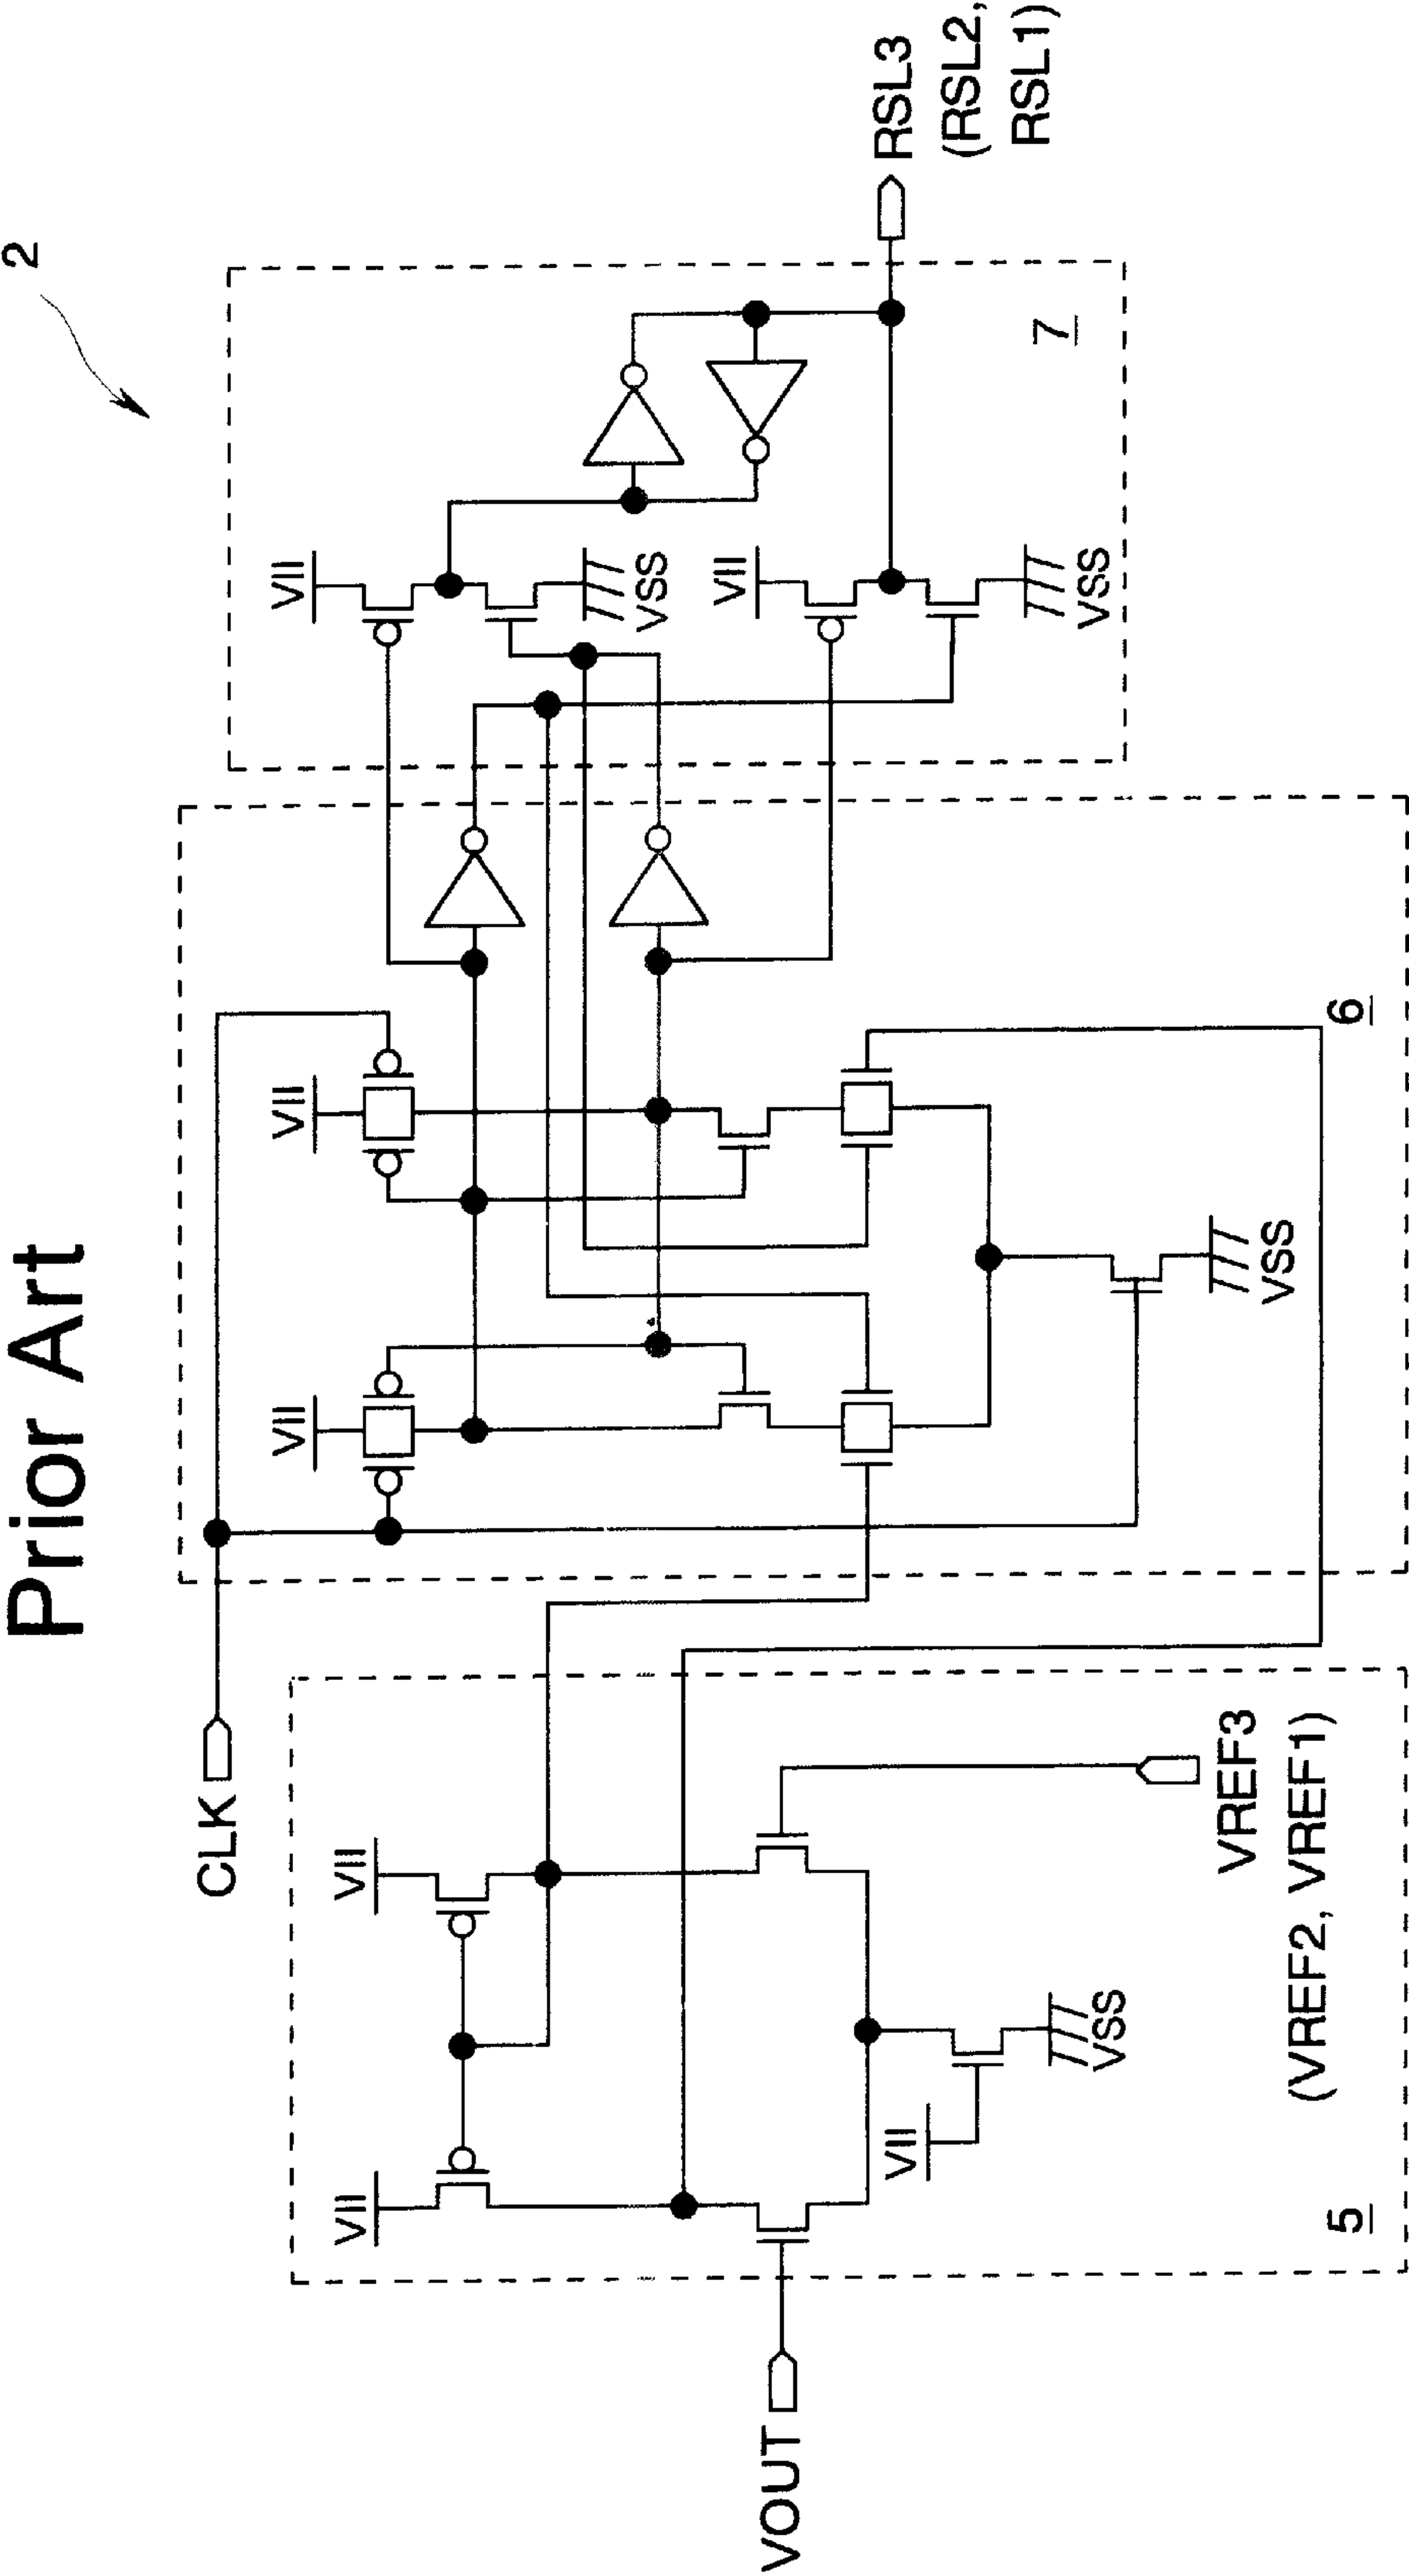 Prior Art
2
CLK
VII
VII
VII
VII
VII
VSS
VII
VSS
VOUT
VII
VSS
VREF3
(VREF2, VREF1)
VSS
5
6
7
RSL3
(RSL2,
RSL1)